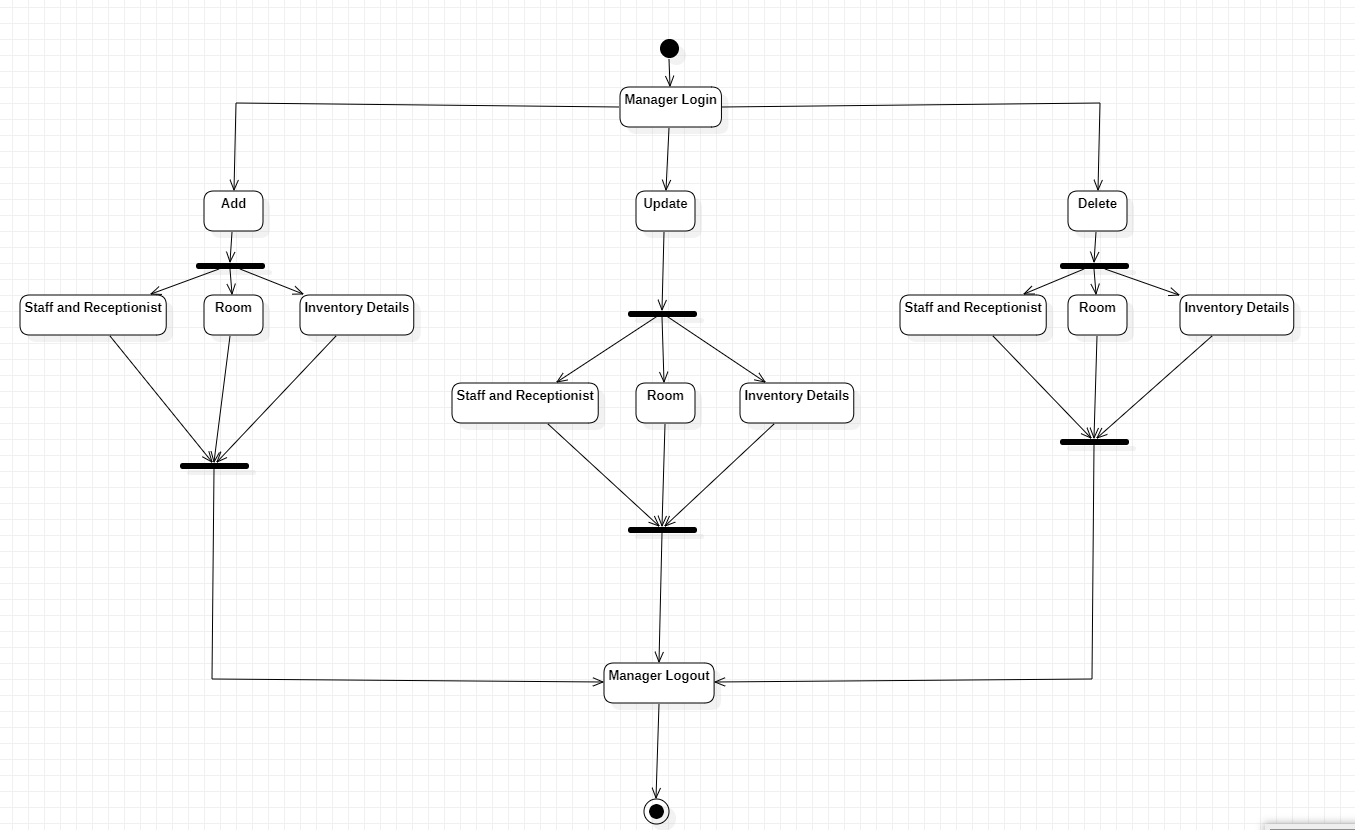 Manager Login
Add
Update
Delete
Staff and Receptionist
Room
Inventory Details
Staff and Receptionist
Room
Inventory Details
Staff and Receptionist
Room
Inventory Details
Manager Logout